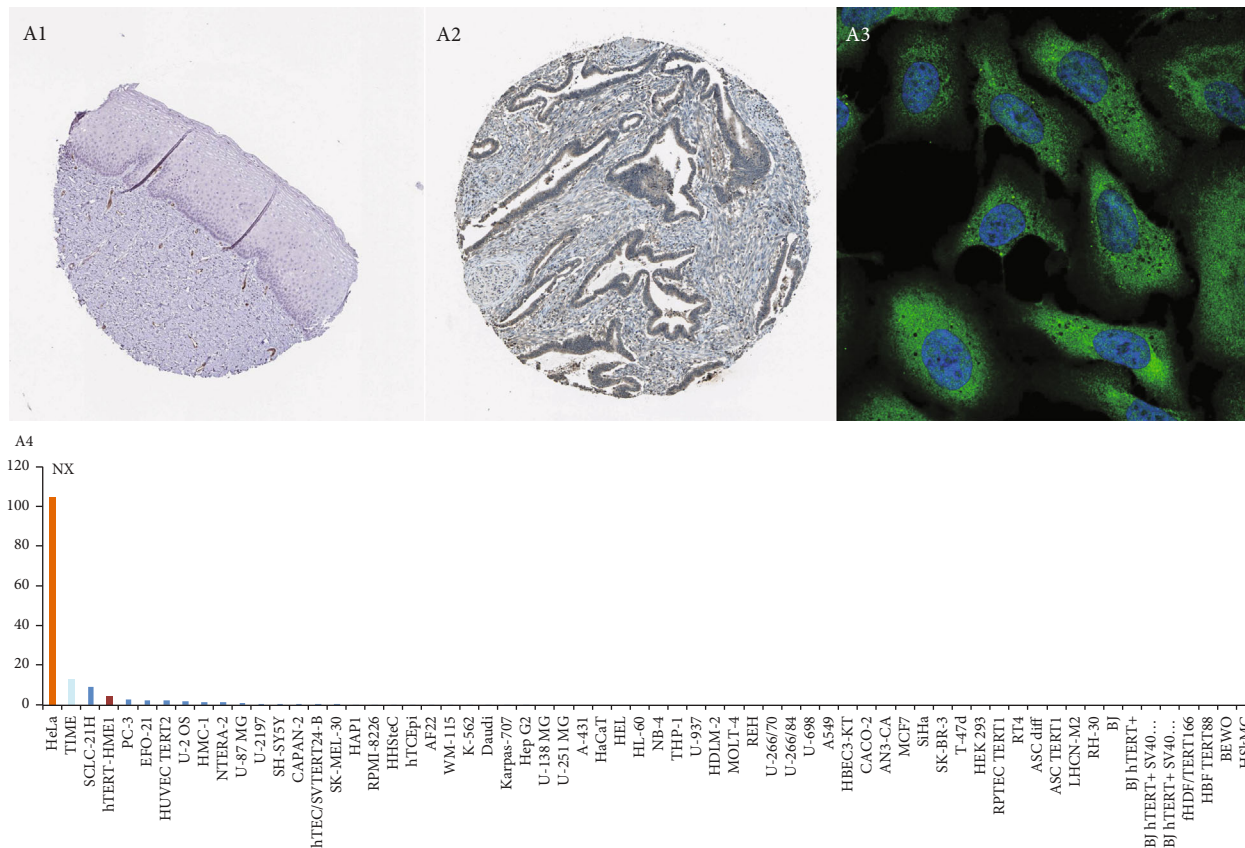 A1
A2
A3
A4
NX
120
100
80
60
40
20
0
HeLa
TIME
SCLC-21H
hTERT-HME1
PC-3
EFO-21
HUVEC TERT2
U-2 OS
HMC-1
NTERA-2
U-87 MG
U-2197
SH-SY5Y
CAPAN-2
hTEC/SVTERT24-B
SK-MEL-30
HAP1
RPMI-8226
HHSteC
hTCEpi
AF22
WM-115
K-562
Daudi
Karpas-707
Hep G2
U-138 MG
U-251 MG
A-431
HaCaT
HEL
HL-60
NB-4
THP-1
U-937
HDLM-2
MOLT-4
REH
U-266/70
U-266/84
U-698
A549
HBEC3-KT
CACO-2
AN3-CA
MCF7
SiHa
SK-BR-3
T-47d
HEK 293
RPTEC TERT1
RT4
ASC diff
ASC TERT1
LHCN-M2
RH-30
BJ
BJ hTERT+
BJ hTERT+ SV40…
BJ hTERT+ SV40…
fHDF/TERT166
HBF TERT88
BEWO